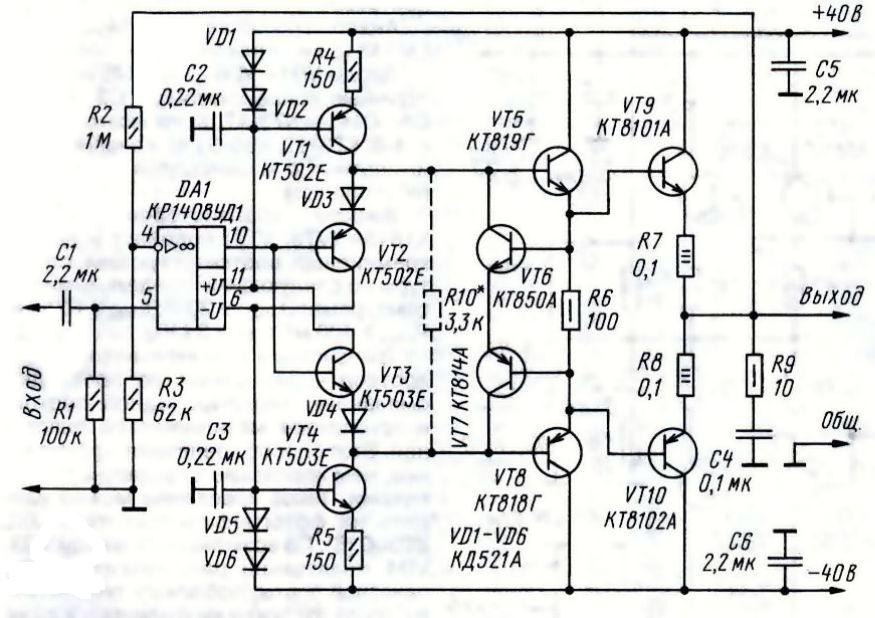 +40В
VD1
R4
150
C2
0,22 мк
VD2
C5
2,2 мк
R2
1М
VT1
КТ502Е
VT5
КТ819Г
VT9
КТ8101А
DA1
КР1408УД1
VD3
4
10
11
+U
6
−U
5
C1
2,2 мк
VT2
КТ502Е
VT6
КТ850А
R7
0,1
R10*
3,3 к
R6
100
Выход
Вход
R1
100к
R3
62 к
VT3
КТ503Е
VD4
VT7 КТ814А
R8
0,1
R9
10
VT4
КТ503Е
C3
0,22 мк
Общ.
VT8
КТ818Г
C4
0,1 мк
VT10
КТ8102А
VD5
VD6
R5
150
VD1−VD6
КД521А
C6
2,2 мк
−40В